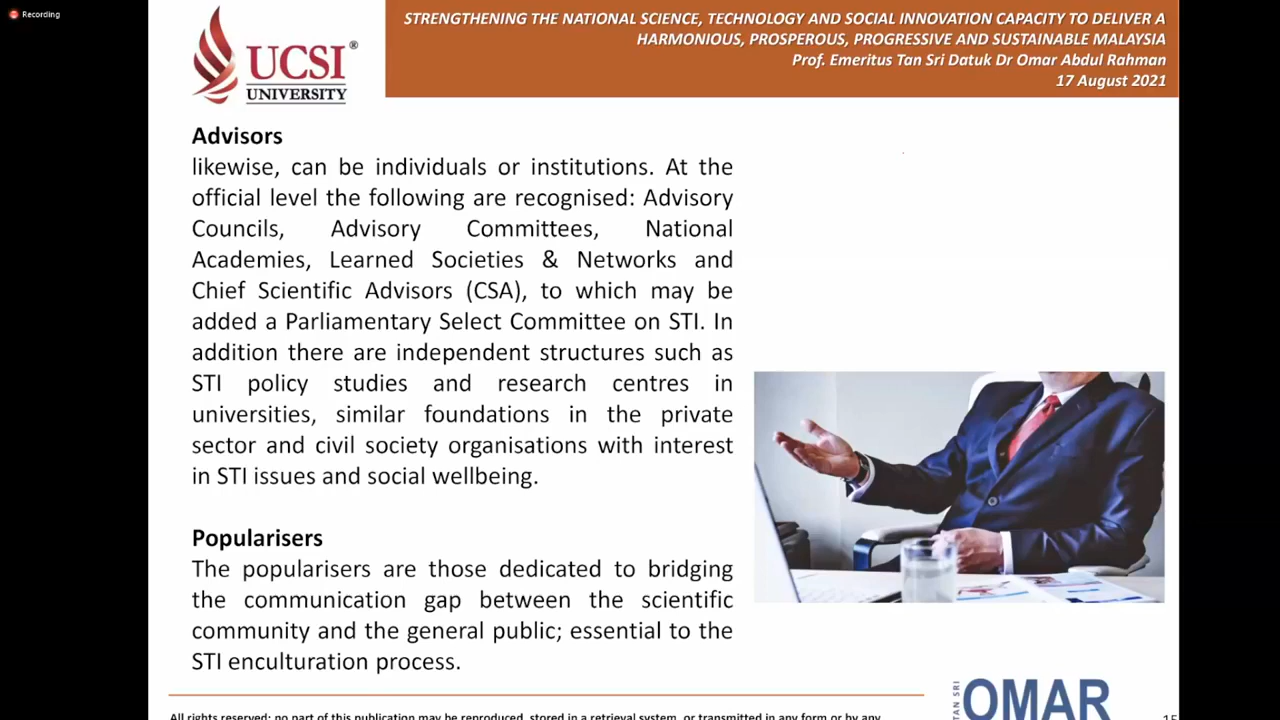 Recording
UCSI
UNIVERSITY
®
STRENGTHENING THE NATIONAL SCIENCE, TECHNOLOGY AND SOCIAL INNOVATION CAPACITY TO DELIVER A
HARMONIOUS, PROSPEROUS, PROGRESSIVE AND SUSTAINABLE MALAYSIA
Prof. Emeritus Tan Sri Datuk Dr Omar Abdul Rahman
17 August 2021
Advisors
likewise, can be individuals or institutions. At the
official level the following are recognised: Advisory
Councils, Advisory Committees, National
Academies, Learned Societies & Networks and
Chief Scientific Advisors (CSA), to which may be
added a Parliamentary Select Committee on STI. In
addition there are independent structures such as
STI policy studies and research centres in
universities, similar foundations in the private
sector and civil society organisations with interest
in STI issues and social wellbeing.
Popularisers
The popularisers are those dedicated to bridging
the communication gap between the scientific
community and the general public; essential to the
STI enculturation process.
All rights reserved: no part of this publication may be reproduced, stored in a retrieval system, or transmitted in any form or by any
TAN SRI
OMAR
15